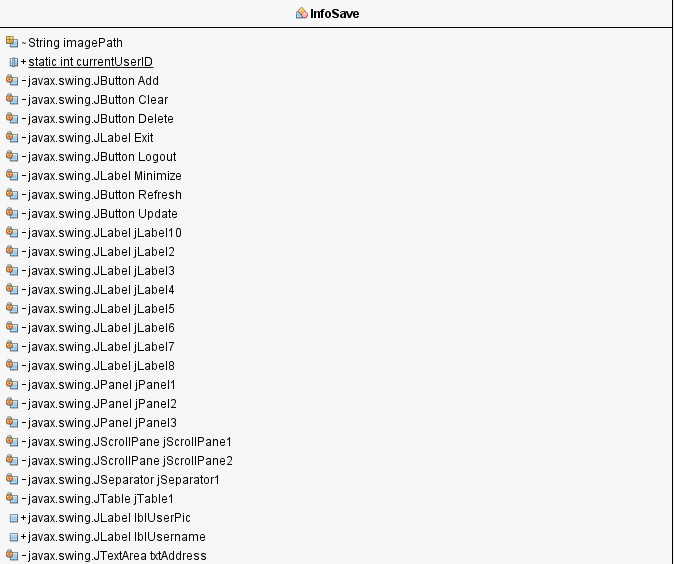 InfoSave
~String imagePath
+static int currentUserID
-javax.swing.JButton Add
-javax.swing.JButton Clear
-javax.swing.JButton Delete
-javax.swing.JLabel Exit
-javax.swing.JButton Logout
-javax.swing.JLabel Minimize
-javax.swing.JButton Refresh
-javax.swing.JButton Update
-javax.swing.JLabel jLabel10
-javax.swing.JLabel jLabel2
-javax.swing.JLabel jLabel3
-javax.swing.JLabel jLabel4
-javax.swing.JLabel jLabel5
-javax.swing.JLabel jLabel6
-javax.swing.JLabel jLabel7
-javax.swing.JLabel jLabel8
-javax.swing.JPanel jPanel1
-javax.swing.JPanel jPanel2
-javax.swing.JPanel jPanel3
-javax.swing.JScrollPane jScrollPane1
-javax.swing.JScrollPane jScrollPane2
-javax.swing.JSeparator jSeparator1
-javax.swing.JTable jTable1
+javax.swing.JLabel lblUserPic
+javax.swing.JLabel lblUsername
-javax.swing.JTextArea txtAddress